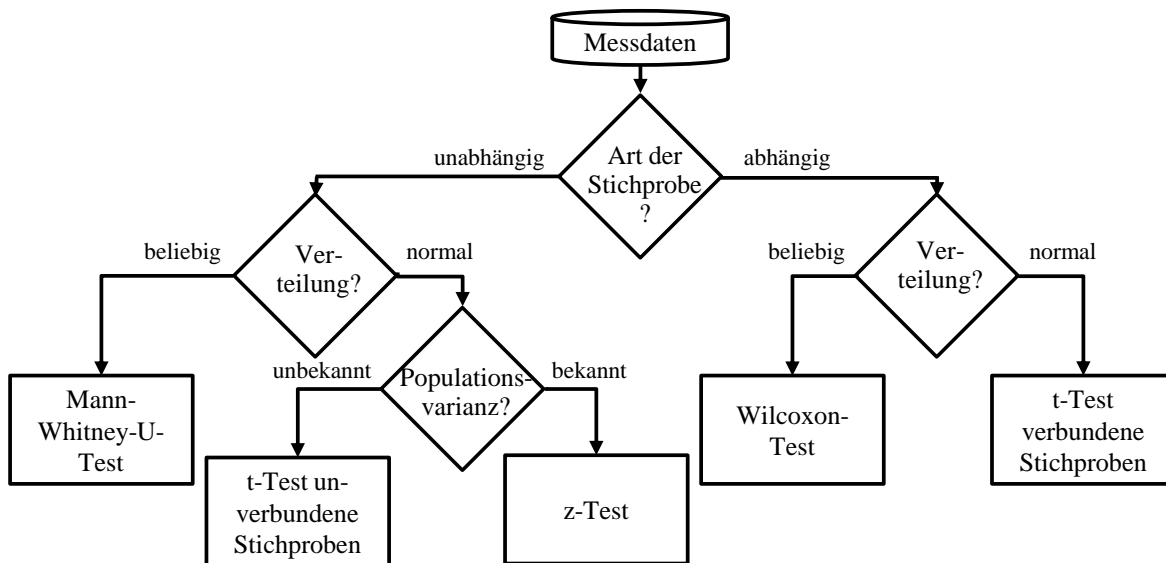 Messdaten
unabhängig
Art der
Stichprobe
?
abhängig
beliebig
Ver-
teilung?
normal
beliebig
Ver-
teilung?
normal
unbekannt
Populations-
varianz?
bekannt
Mann-
Whitney-U-
Test
t-Test un-
verbundene
Stichproben
z-Test
Wilcoxon-
Test
t-Test
verbundene
Stichproben